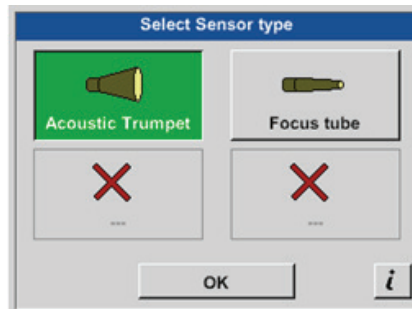 Select Sensor type
Acoustic Trumpet
Focus tube
---
---
OK
i